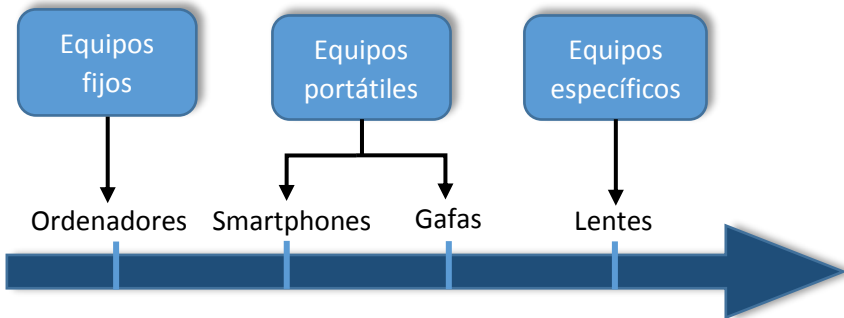 Equipos
fijos
Equipos
portátiles
Equipos
específicos
Ordenadores
Smartphones
Gafas
Lentes